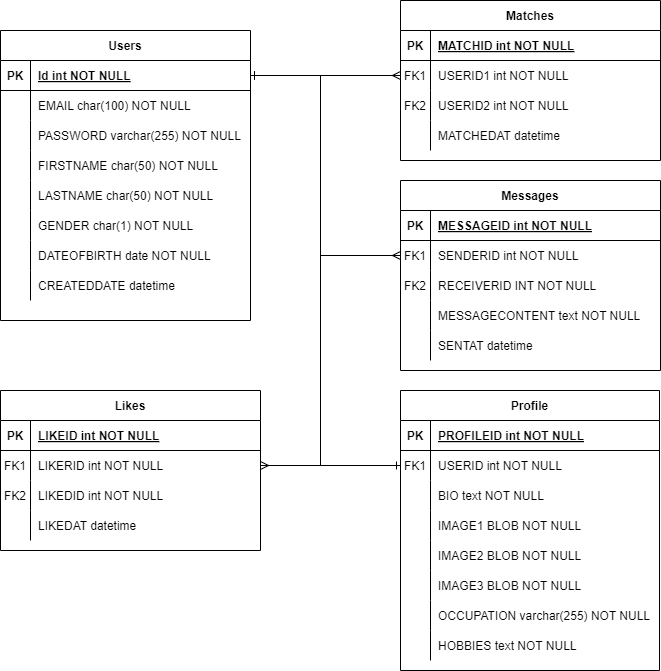 Users
PK Id int NOT NULL
EMAIL char(100) NOT NULL
PASSWORD varchar(255) NOT NULL
FIRSTNAME char(50) NOT NULL
LASTNAME char(50) NOT NULL
GENDER char(1) NOT NULL
DATEOFBIRTH date NOT NULL
CREATEDDATE datetime
Matches
PK MATCHID int NOT NULL
FK1 USERID1 int NOT NULL
FK2 USERID2 int NOT NULL
MATCHEDAT datetime
Messages
PK MESSAGEID int NOT NULL
FK1 SENDERID int NOT NULL
FK2 RECEIVERID INT NOT NULL
MESSAGECONTENT text NOT NULL
SENTAT datetime
Likes
PK LIKEID int NOT NULL
FK1 LIKERID int NOT NULL
FK2 LIKEDID int NOT NULL
LIKEDAT datetime
Profile
PK PROFILEID int NOT NULL
FK1 USERID int NOT NULL
BIO text NOT NULL
IMAGE1 BLOB NOT NULL
IMAGE2 BLOB NOT NULL
IMAGE3 BLOB NOT NULL
OCCUPATION varchar(255) NOT NULL
HOBBIES text NOT NULL